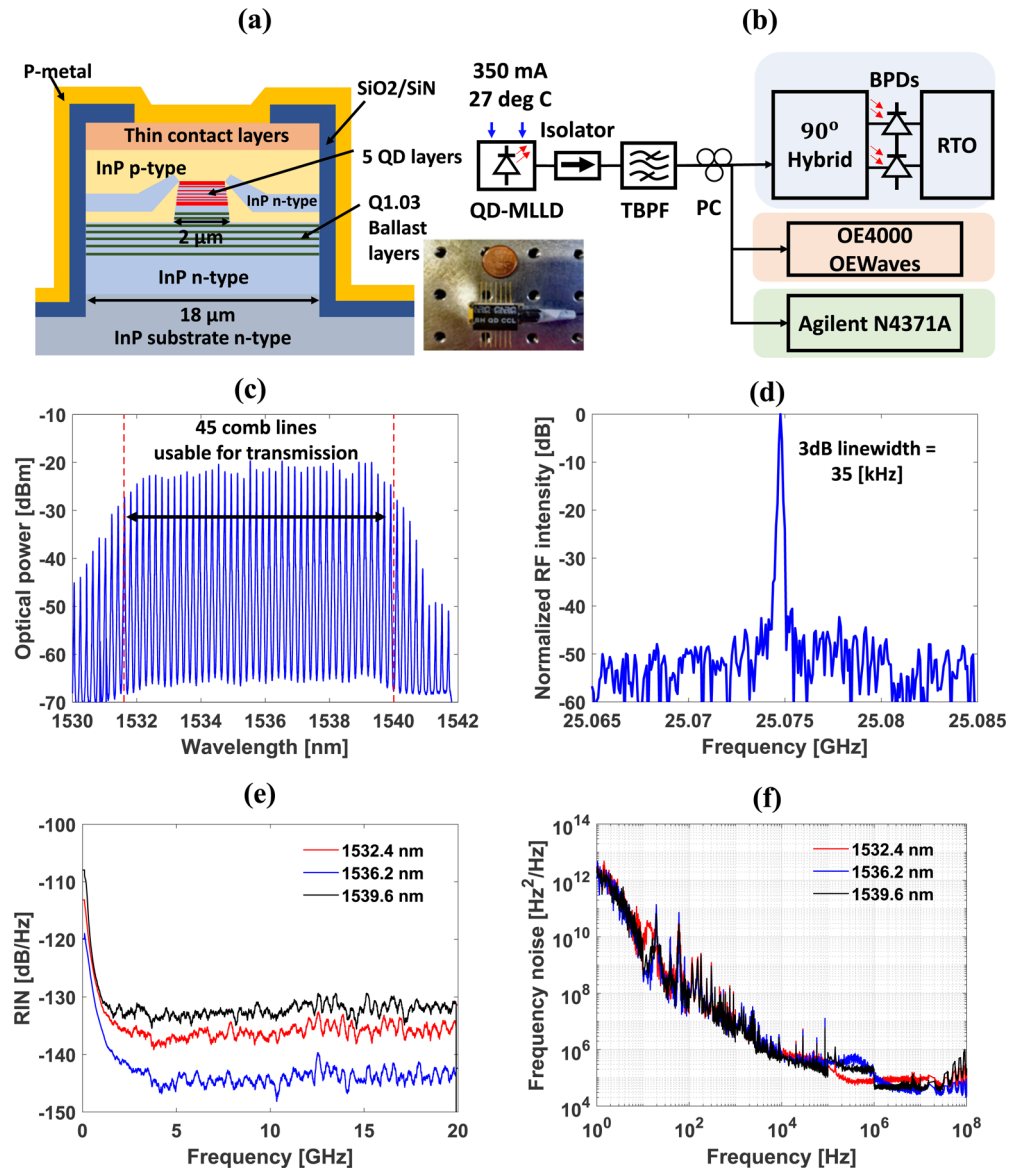 (a)
P-metal
SiO2/SiN
Thin contact layers
InP p-type
5 QD layers
InP n-type
Q1.03
Ballast
layers
2 μm
InP n-type
18 μm
InP substrate n-type
SH QD CCL
(b)
350 mA
27 deg C
Isolator
QD-MLLD
TBPF
PC
90º
Hybrid
BPDs
RTO
OE4000
OEWaves
Agilent N4371A
(c)
45 comb lines
usable for transmission
Optical power [dBm]
-10
-20
-30
-40
-50
-60
-70
1530
1532
1534
1536
1538
1540
1542
Wavelength [nm]
(d)
3dB linewidth =
35 [kHz]
Normalized RF intensity [dB]
0
-10
-20
-30
-40
-50
-60
25.065
25.07
25.075
25.08
25.085
Frequency [GHz]
(e)
1532.4 nm
1536.2 nm
1539.6 nm
RIN [dB/Hz]
-100
-110
-120
-130
-140
-150
0
5
10
15
20
Frequency [GHz]
(f)
1532.4 nm
1536.2 nm
1539.6 nm
Frequency noise [Hz²/Hz]
10¹⁴
10¹²
10¹⁰
10⁸
10⁶
10⁴
10⁰
10²
10⁴
10⁶
10⁸
Frequency [Hz]